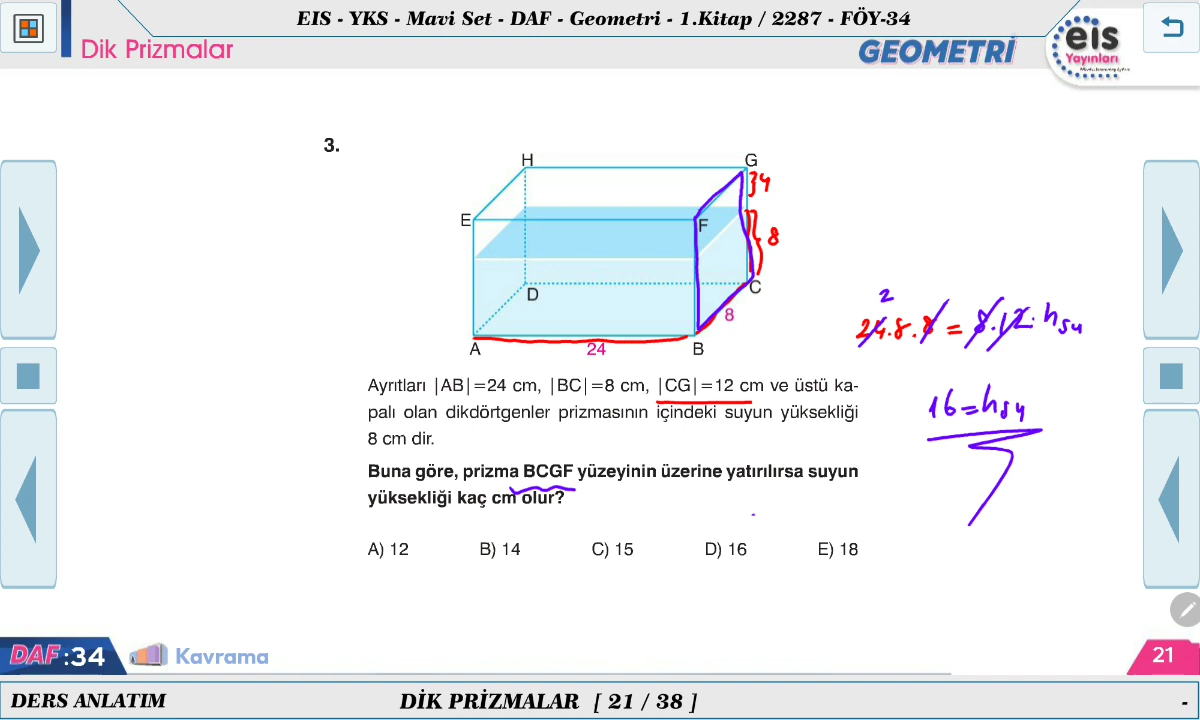 EIS - YKS - Mavi Set - DAF - Geometri - 1.Kitap / 2287 - FÖY-34
Dik Prizmalar
GEOMETRİ
eis
Yayınları
3.
H
G
}4
E
F
}8
D
C
8
A
24
B
2
24.8.8 = 8.12.hsu
16=hsu
Ayrıtları |AB|=24 cm, |BC|=8 cm, |CG|=12 cm ve üstü ka-
palı olan dikdörtgenler prizmasının içindeki suyun yüksekliği
8 cm dir.
Buna göre, prizma BCGF yüzeyinin üzerine yatırılırsa suyun
yüksekliği kaç cm olur?
A) 12 B) 14 C) 15 D) 16 E) 18
DAF:34
Kavrama
21
DERS ANLATIM
DİK PRİZMALAR [ 21 / 38 ]
-